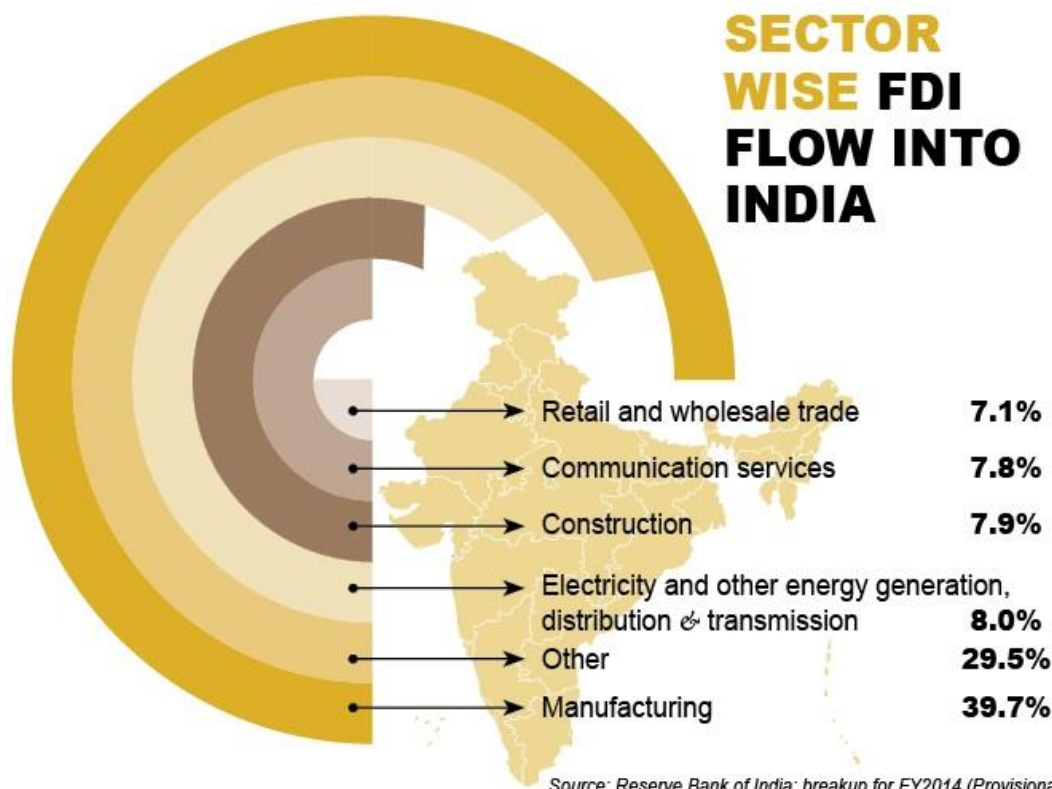 SECTOR
WISE FDI
FLOW INTO
INDIA
Retail and wholesale trade 7.1%
Communication services 7.8%
Construction 7.9%
Electricity and other energy generation,
distribution & transmission 8.0%
Other 29.5%
Manufacturing 39.7%
Source: Reserve Bank of India; breakup for FY2014 (Provisional